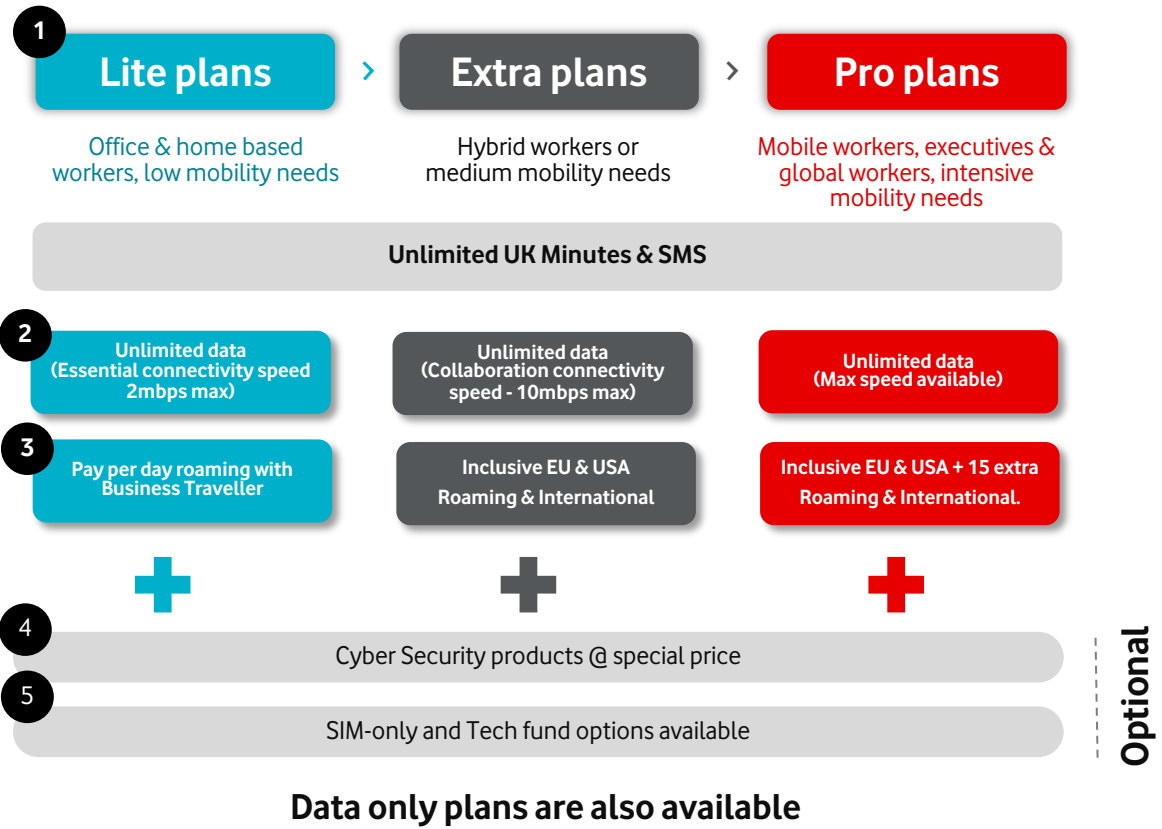 1
Lite plans
>
Extra plans
>
Pro plans
Office & home based
workers, low mobility needs
Hybrid workers or
medium mobility needs
Mobile workers, executives &
global workers, intensive
mobility needs
Unlimited UK Minutes & SMS
2
Unlimited data
(Essential connectivity speed
2mbps max)
Unlimited data
(Collaboration connectivity
speed - 10mbps max)
Unlimited data
(Max speed available)
3
Pay per day roaming with
Business Traveller
Inclusive EU & USA
Roaming & International
Inclusive EU & USA + 15 extra
Roaming & International.
4
Cyber Security products @ special price
5
SIM-only and Tech fund options available
Optional
Data only plans are also available